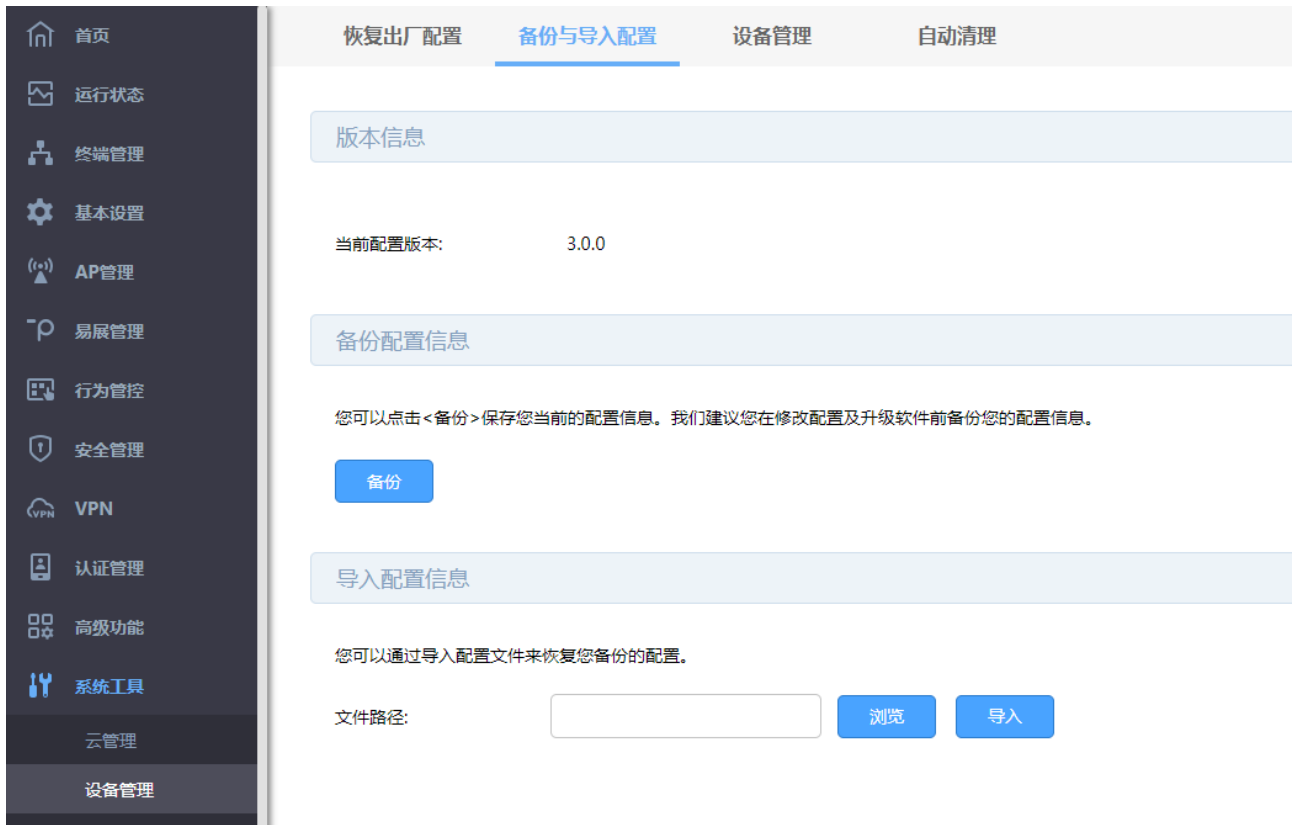 首页
运行状态
终端管理
基本设置
AP管理
易展管理
行为管控
安全管理
VPN
VPN
认证管理
高级功能
系统工具
云管理
设备管理
恢复出厂配置 备份与导入配置 设备管理 自动清理
版本信息
当前配置版本: 3.0.0
备份配置信息
您可以点击<备份>保存您当前的配置信息。我们建议您在修改配置及升级软件前备份您的配置信息。
备份
导入配置信息
您可以通过导入配置文件来恢复您备份的配置。
文件路径: 浏览 导入